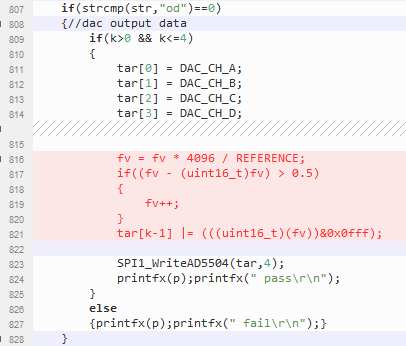 807 if(strcmp(str,"od")==0)
808 {//dac output data
809 if(k>0 && k<=4)
810 {
811 tar[0] = DAC_CH_A;
812 tar[1] = DAC_CH_B;
813 tar[2] = DAC_CH_C;
814 tar[3] = DAC_CH_D;
815
816 fv = fv * 4096 / REFERENCE;
817 if((fv - (uint16_t)fv) > 0.5)
818 {
819 fv++;
820 }
821 tar[k-1] |= (((uint16_t)(fv))&0x0fff);
822
823 SPI1_WriteAD5504(tar,4);
824 printfx(p);printfx(" pass\r\n");
825 }
826 else
827 {printfx(p);printfx(" fail\r\n");}
828 }